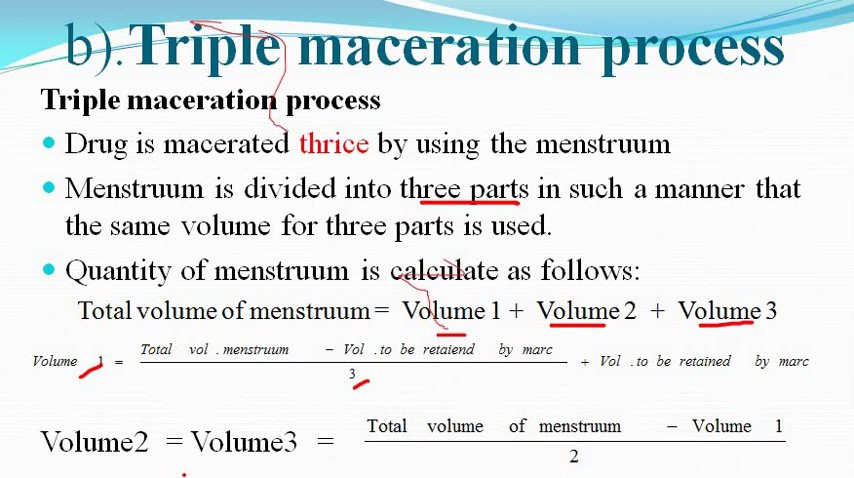 b).Triple maceration process
Triple maceration process
Drug is macerated thrice by using the menstruum
Menstruum is divided into three parts in such a manner that
the same volume for three parts is used.
Quantity of menstruum is calculate as follows:
Total volume of menstruum = Volume 1 + Volume 2 + Volume 3
Volume 1 = Total vol . menstruum − Vol . to be retaiend by marc / 3 + Vol . to be retained by marc
Volume2 = Volume3 = Total volume of menstruum − Volume 1 / 2